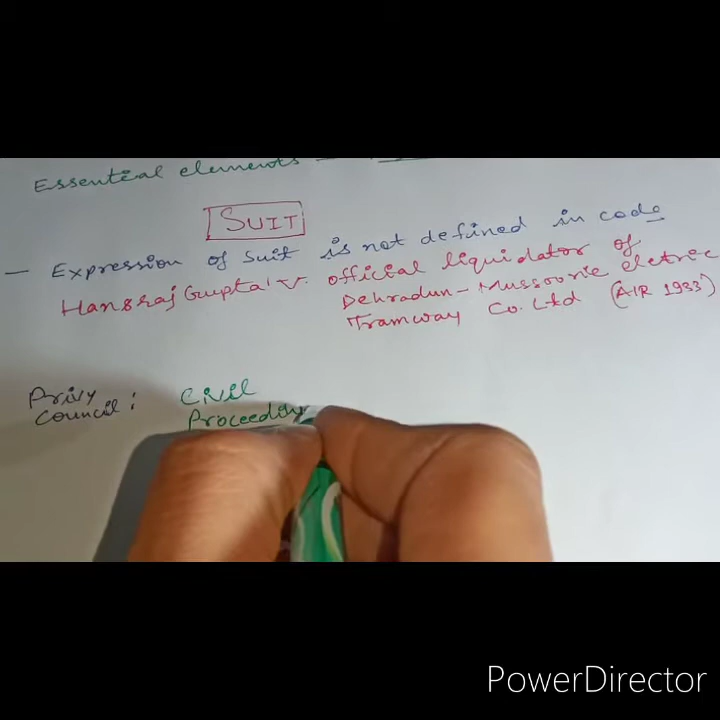 Essential elements —
SUIT
— Expression of suit is not defined in code
Hansraj Gupta v. official liquidator of
Dehradun-Mussoorie eletric
Tramway Co. Ltd (AIR 1933)
Privy Council: Civil
Proceeding
PowerDirector